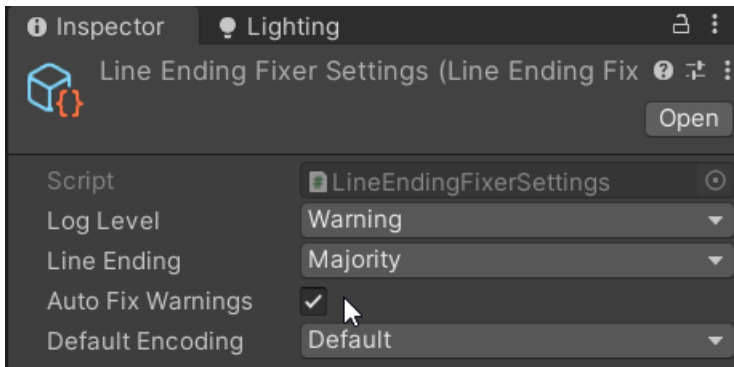 Inspector Lighting
Line Ending Fixer Settings (Line Ending Fix
Open
Script LineEndingFixerSettings
Log Level Warning
Line Ending Majority
Auto Fix Warnings
Default Encoding Default